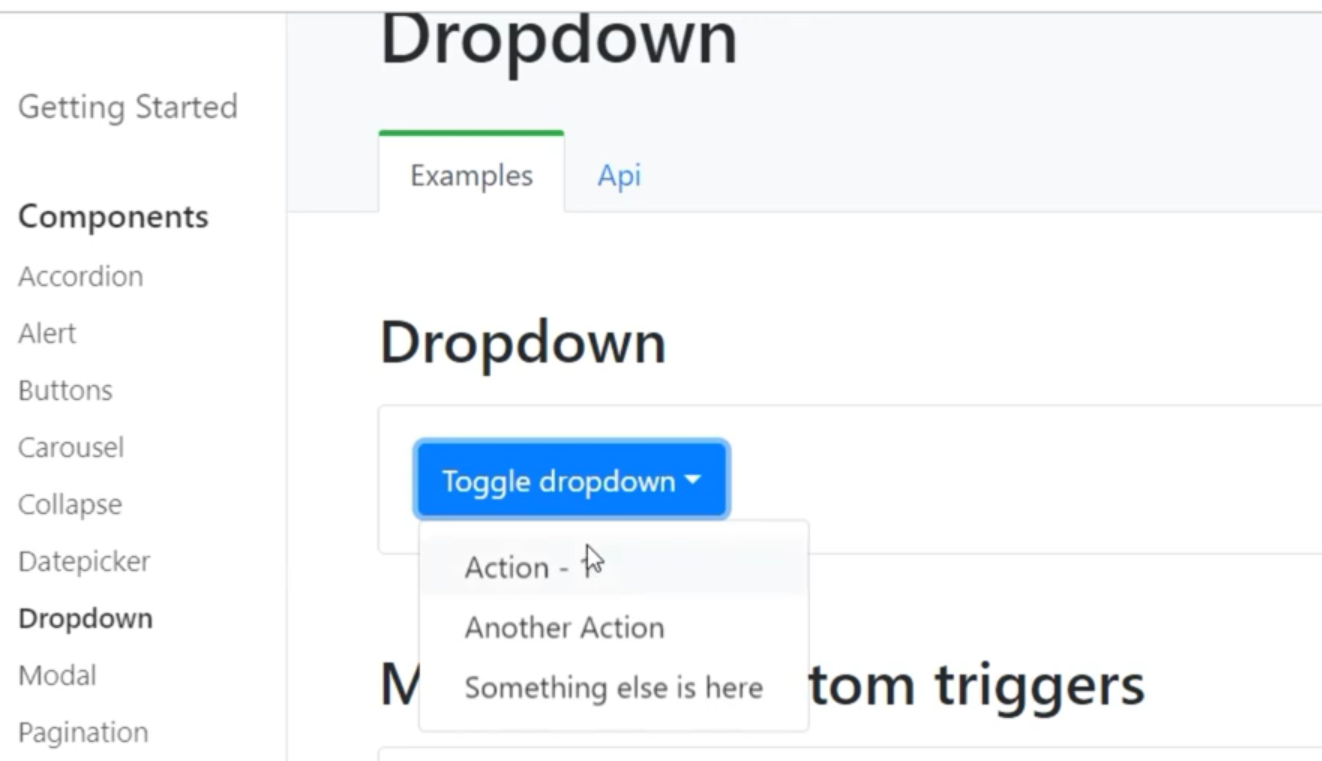 Dropdown
Getting Started
Examples
Api
Components
Accordion
Alert
Buttons
Carousel
Collapse
Datepicker
Dropdown
Modal
Pagination
Dropdown
Toggle dropdown
Action -
Another Action
Something else is here
tom triggers